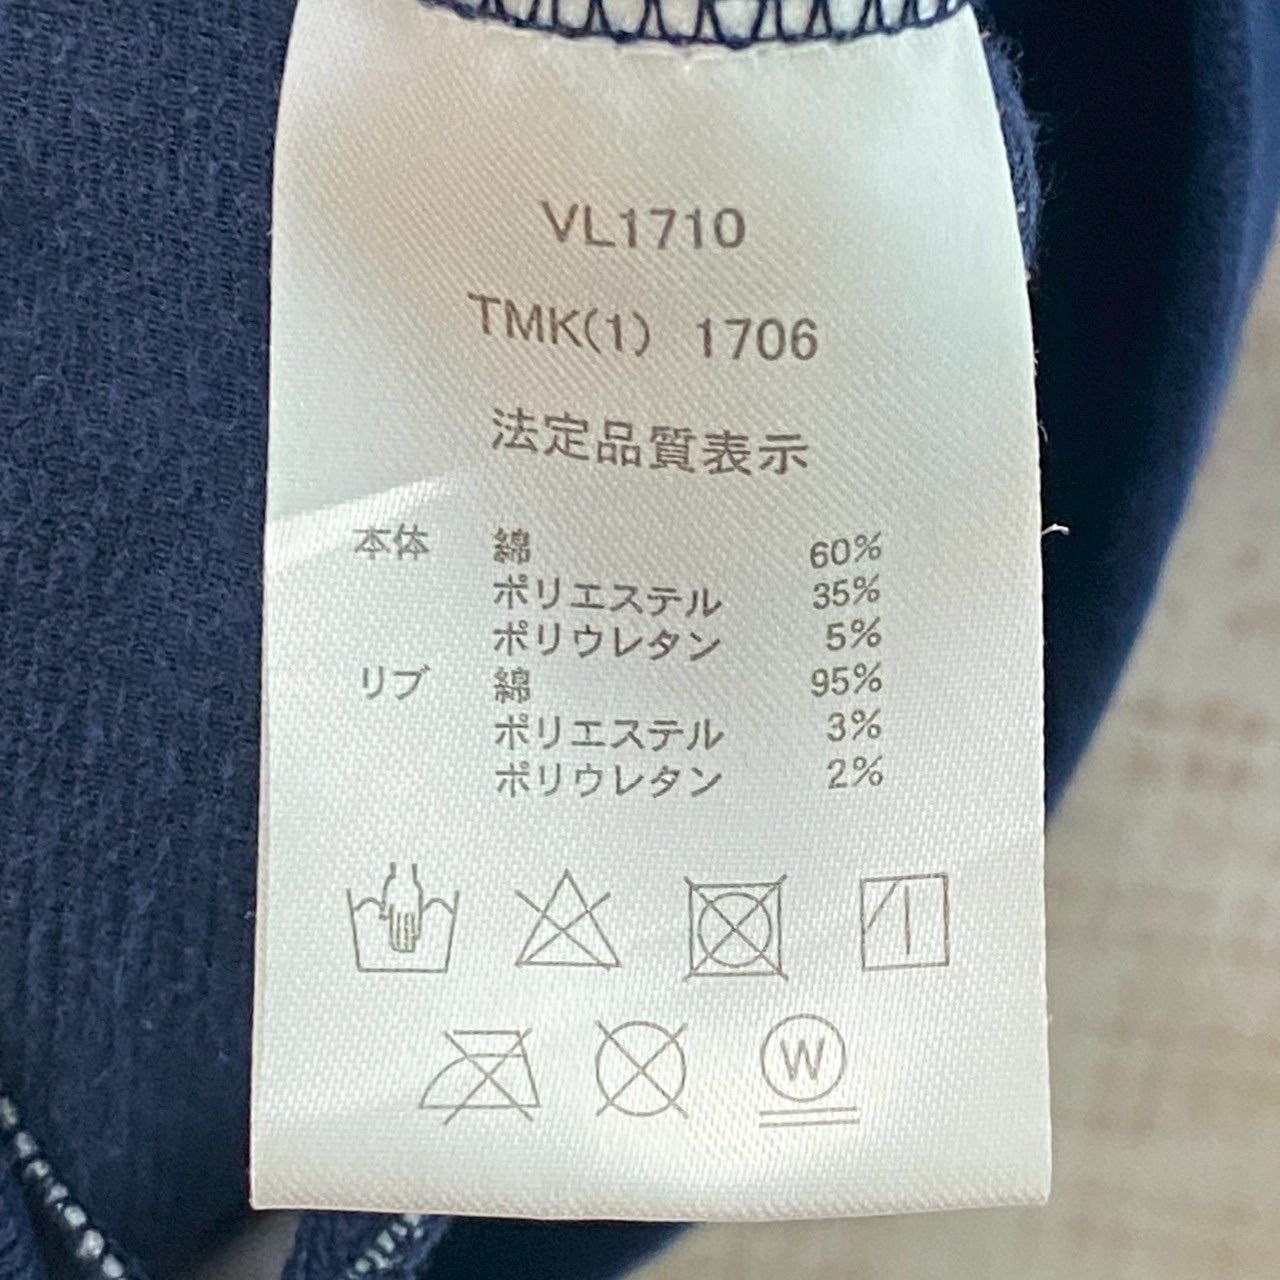 VL1710
TMK(1) 1706
法定品質表示
本体 綿 60%
ポリエステル 35%
ポリウレタン 5%
リブ 綿 95%
ポリエステル 3%
ポリウレタン 2%
W